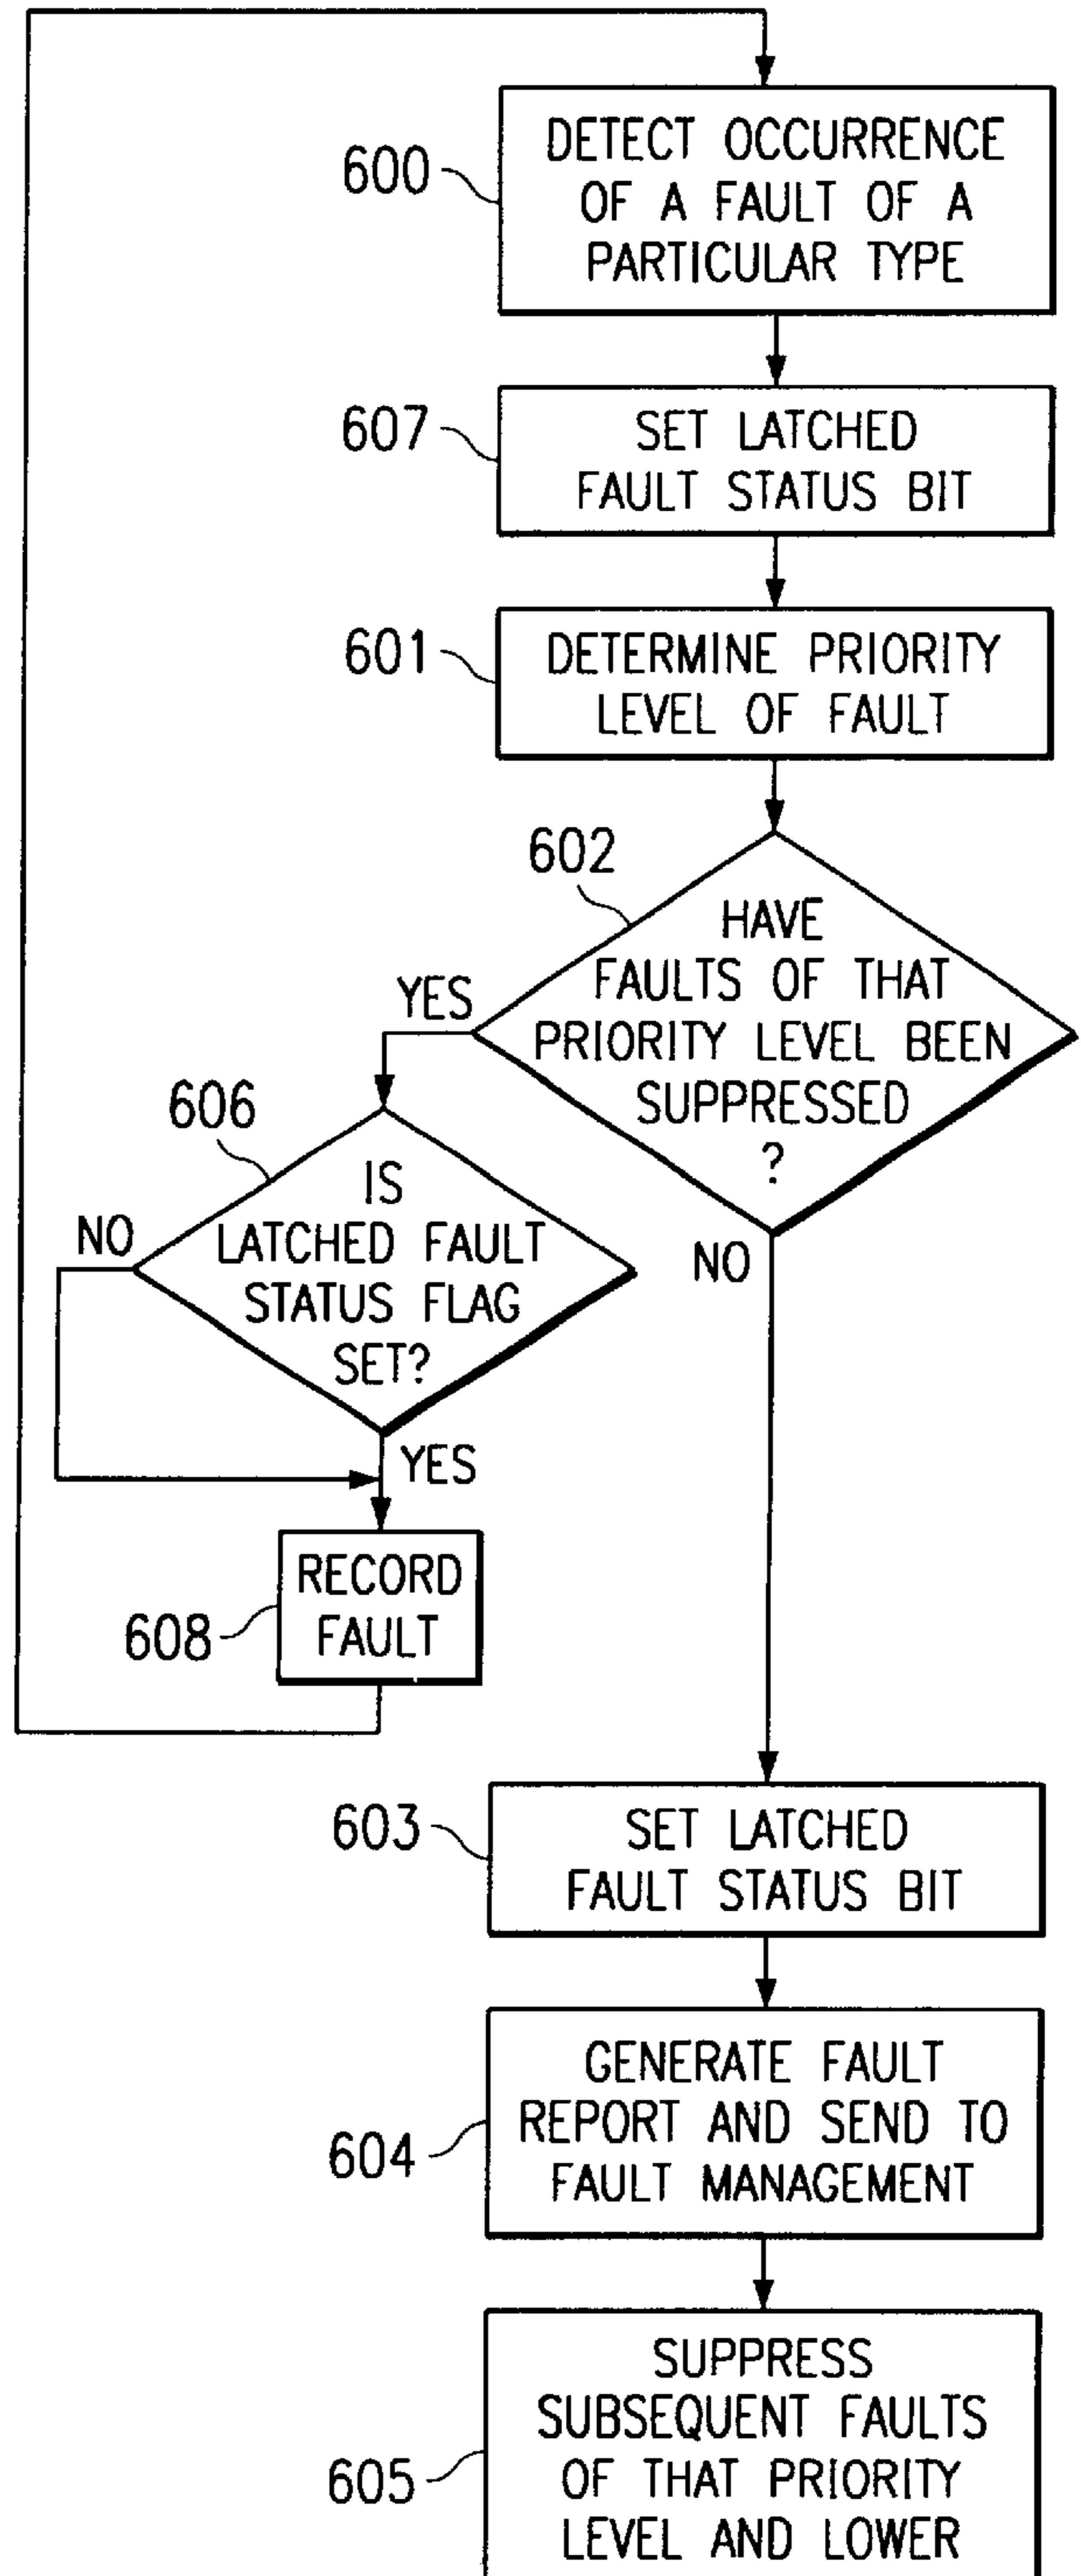 600
DETECT OCCURRENCE
OF A FAULT OF A
PARTICULAR TYPE
607
SET LATCHED
FAULT STATUS BIT
601
DETERMINE PRIORITY
LEVEL OF FAULT
602
HAVE
FAULTS OF THAT
PRIORITY LEVEL BEEN
SUPPRESSED
?
YES
NO
606
IS
LATCHED FAULT
STATUS FLAG
SET?
NO
YES
608
RECORD
FAULT
603
SET LATCHED
FAULT STATUS BIT
604
GENERATE FAULT
REPORT AND SEND TO
FAULT MANAGEMENT
605
SUPPRESS
SUBSEQUENT FAULTS
OF THAT PRIORITY
LEVEL AND LOWER